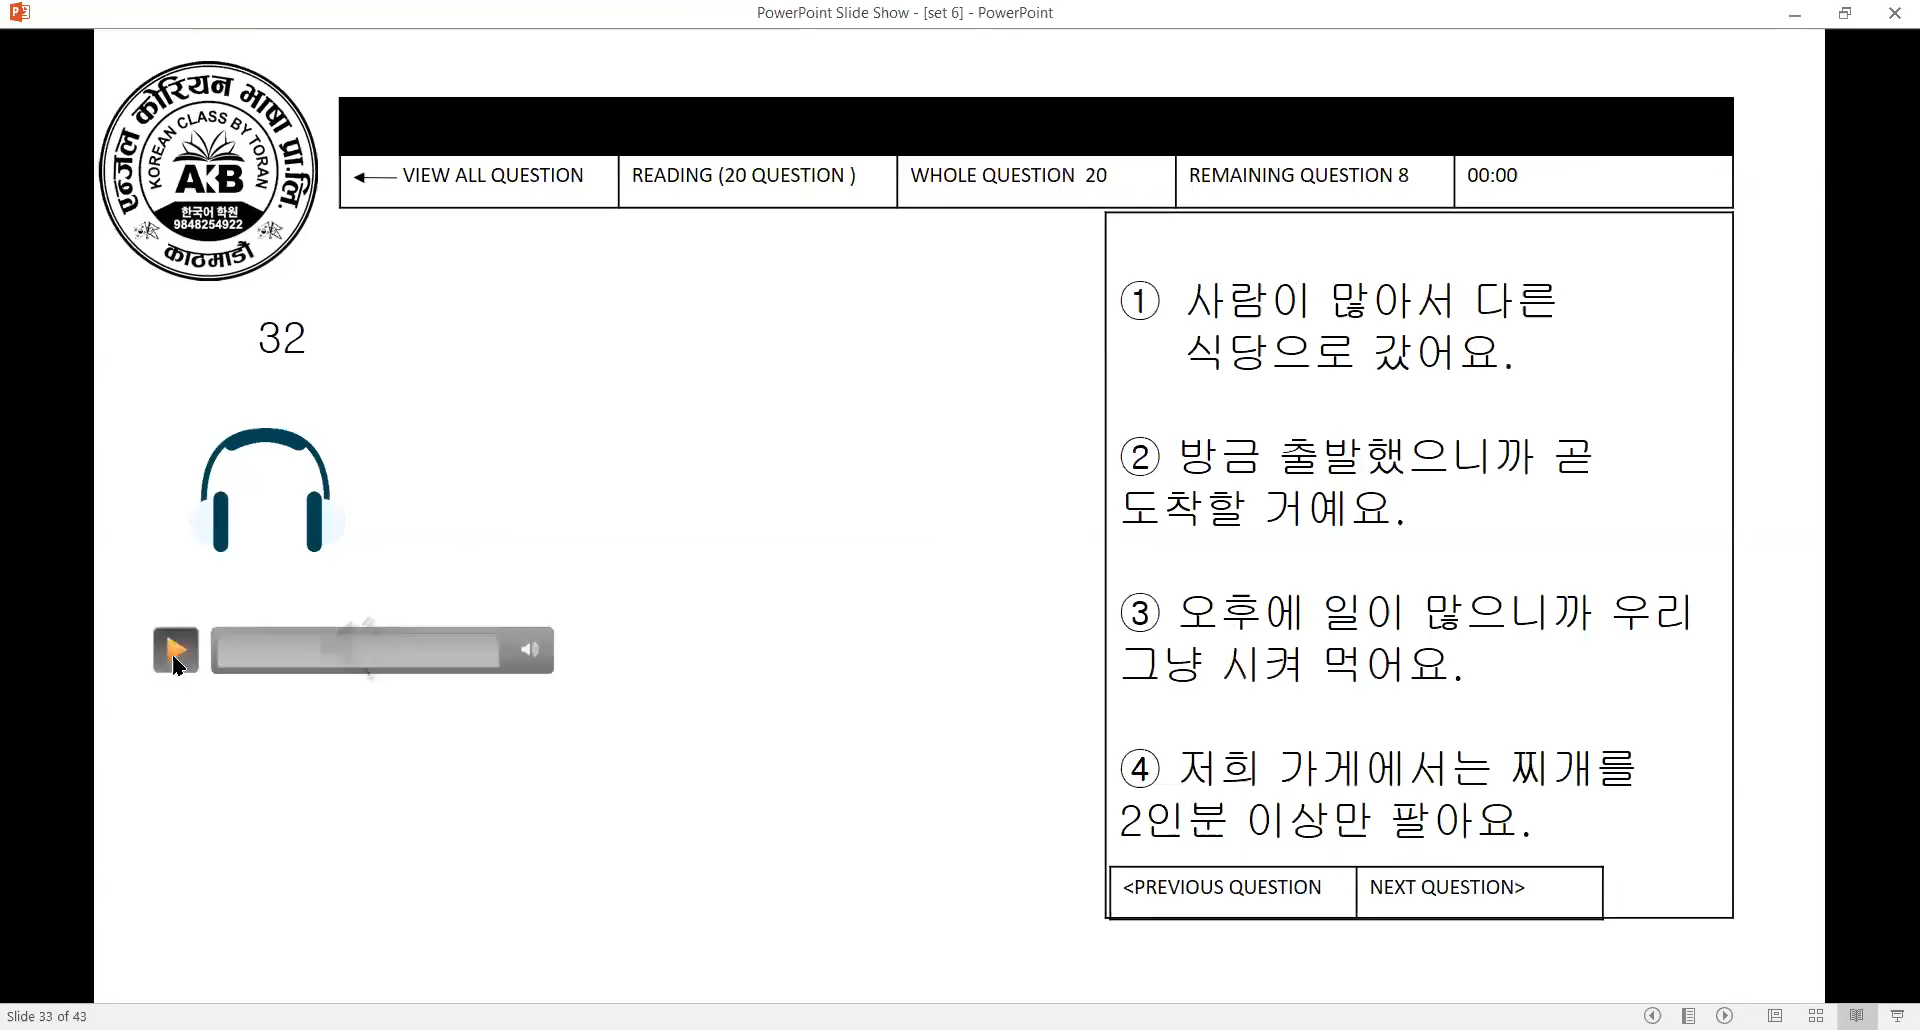 PowerPoint Slide Show - [set 6] - PowerPoint
एन्जल कोरियन भाषा प्रा.लि.
KOREAN CLASS BY TORAN
AKB
한국어 학원
9848254922
काठमाडौं
VIEW ALL QUESTION
READING (20 QUESTION )
WHOLE QUESTION 20
REMAINING QUESTION 8
00:00
32
① 사람이 많아서 다른
식당으로 갔어요.
② 방금 출발했으니까 곧
도착할 거예요.
③ 오후에 일이 많으니까 우리
그냥 시켜 먹어요.
④ 저희 가게에서는 찌개를
2인분 이상만 팔아요.
<PREVIOUS QUESTION
NEXT QUESTION>
Slide 33 of 43